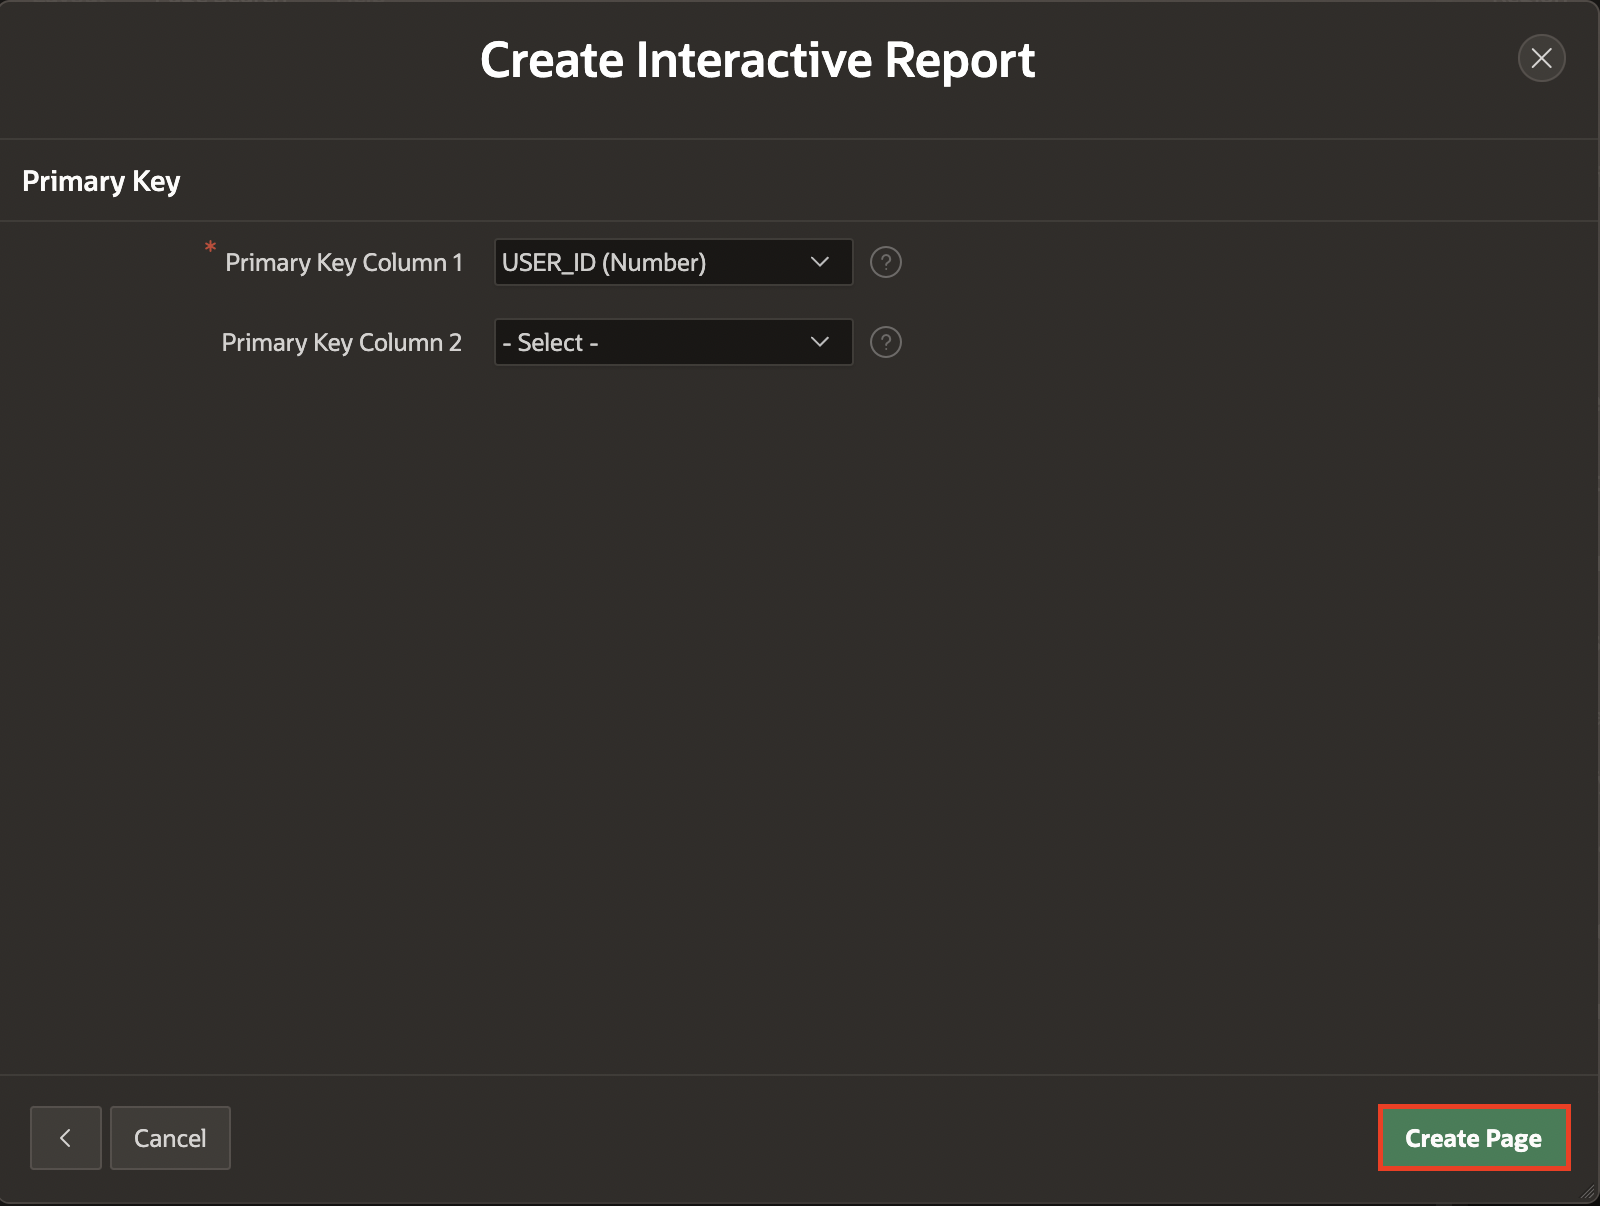 Create Interactive Report
Primary Key
* Primary Key Column 1 USER_ID (Number) ?
Primary Key Column 2 - Select - ?
Cancel Create Page